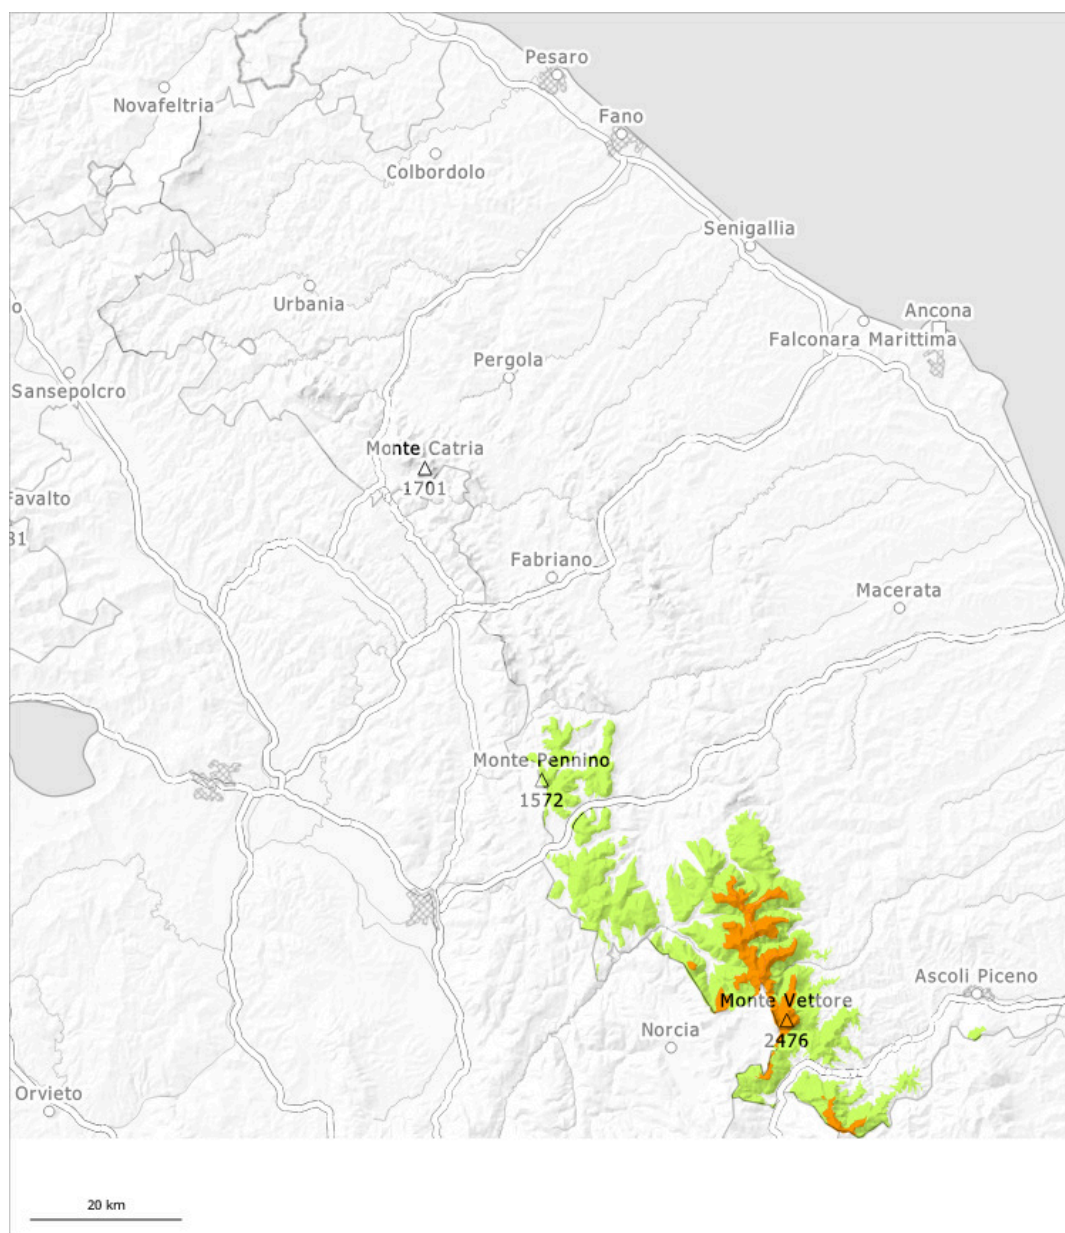 Pesaro
Novafeltria
Fano
Colbordolo
Senigallia
Urbania
Ancona
o
Falconara Marittima
Pergola
Sansepolcro
Monte Catria
1701
Favalto
31
Fabriano
Macerata
Monte Pennino
1572
Ascoli Piceno
Monte Vettore
Norcia
2476
Orvieto
20 km